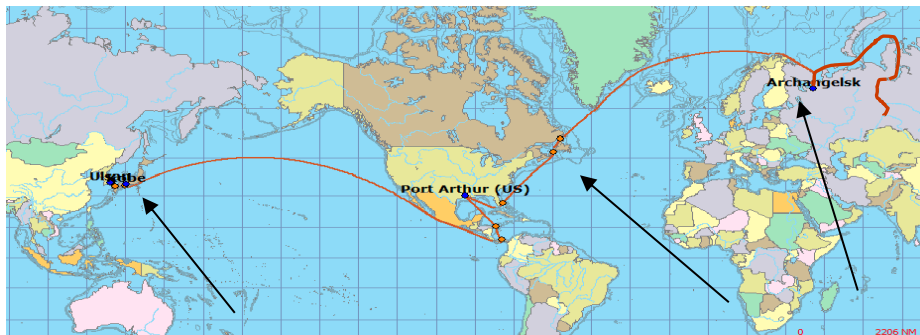 Archangelsk
Ulsan
Kobe
Port Arthur (US)
0 2206 NM